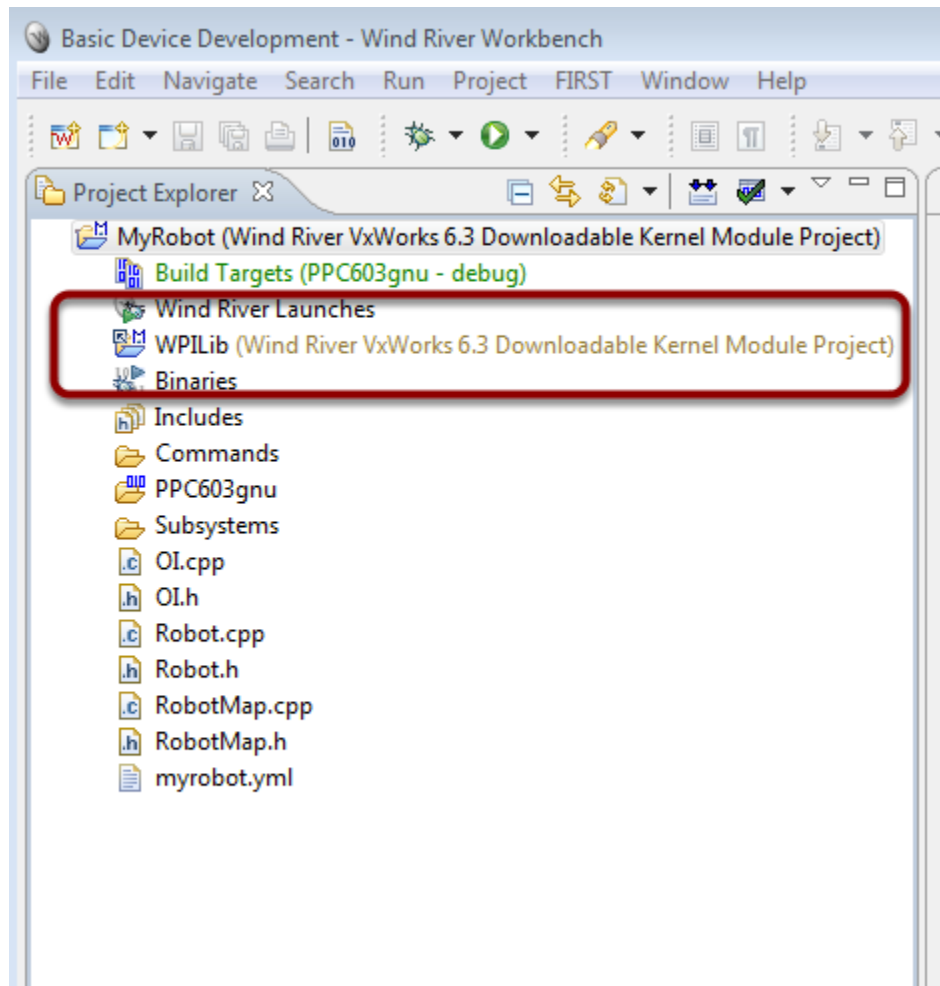 Basic Device Development - Wind River Workbench
File Edit Navigate Search Run Project FIRST Window Help
010
Project Explorer
MyRobot (Wind River VxWorks 6.3 Downloadable Kernel Module Project)
Build Targets (PPC603gnu - debug)
Wind River Launches
WPILib (Wind River VxWorks 6.3 Downloadable Kernel Module Project)
Binaries
Includes
Commands
PPC603gnu
Subsystems
.c OI.cpp
.h OI.h
.c Robot.cpp
.h Robot.h
.c RobotMap.cpp
.h RobotMap.h
myrobot.yml